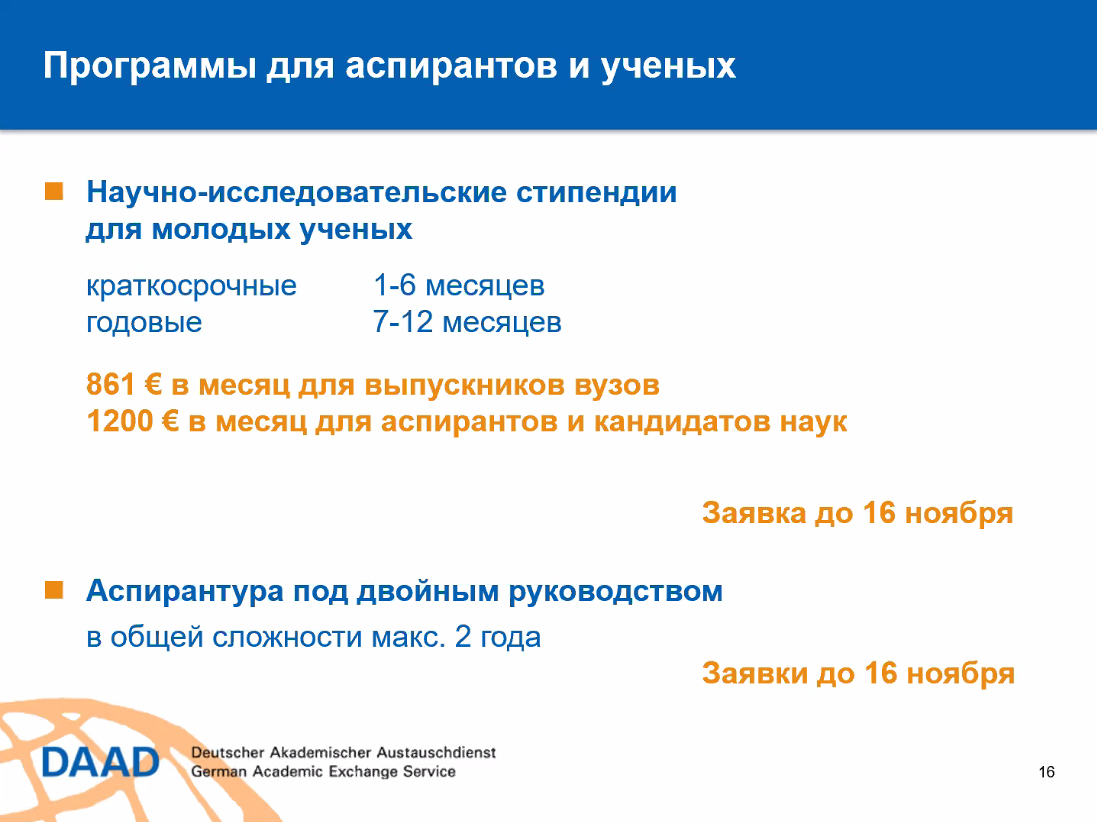 Программы для аспирантов и ученых
Научно-исследовательские стипендии
для молодых ученых
краткосрочные 1-6 месяцев
годовые 7-12 месяцев
861 € в месяц для выпускников вузов
1200 € в месяц для аспирантов и кандидатов наук
Заявка до 16 ноября
Аспирантура под двойным руководством
в общей сложности макс. 2 года
Заявки до 16 ноября
DAAD
Deutscher Akademischer Austauschdienst
German Academic Exchange Service
16